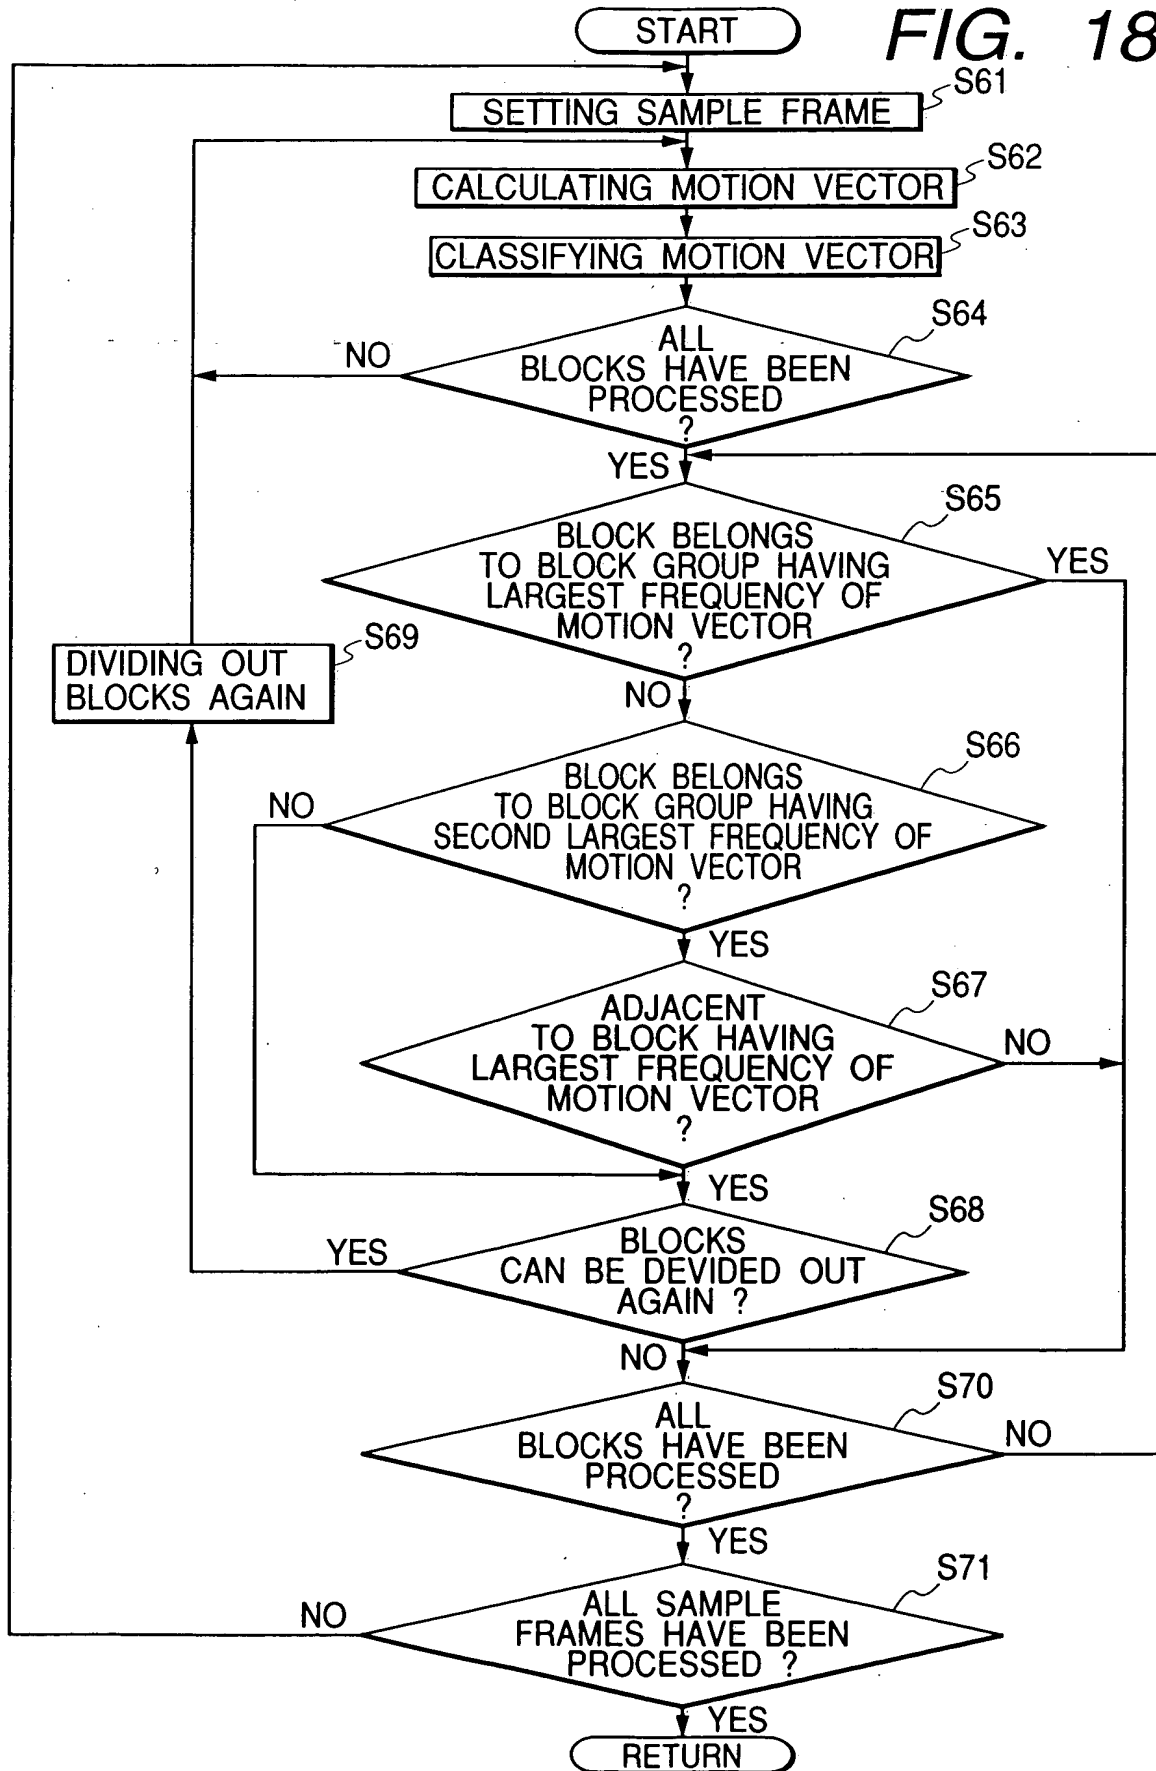 START
FIG. 18
S61
SETTING SAMPLE FRAME
S62
CALCULATING MOTION VECTOR
S63
CLASSIFYING MOTION VECTOR
S64
ALL
BLOCKS HAVE BEEN
PROCESSED
?
NO
YES
S65
BLOCK BELONGS
TO BLOCK GROUP HAVING
LARGEST FREQUENCY OF
MOTION VECTOR
?
YES
NO
S69
DIVIDING OUT
BLOCKS AGAIN
S66
BLOCK BELONGS
TO BLOCK GROUP HAVING
SECOND LARGEST FREQUENCY OF
MOTION VECTOR
?
NO
YES
S67
ADJACENT
TO BLOCK HAVING
LARGEST FREQUENCY OF
MOTION VECTOR
?
NO
YES
S68
BLOCKS
CAN BE DEVIDED OUT
AGAIN ?
YES
NO
S70
ALL
BLOCKS HAVE BEEN
PROCESSED
?
NO
YES
S71
ALL SAMPLE
FRAMES HAVE BEEN
PROCESSED ?
NO
YES
RETURN